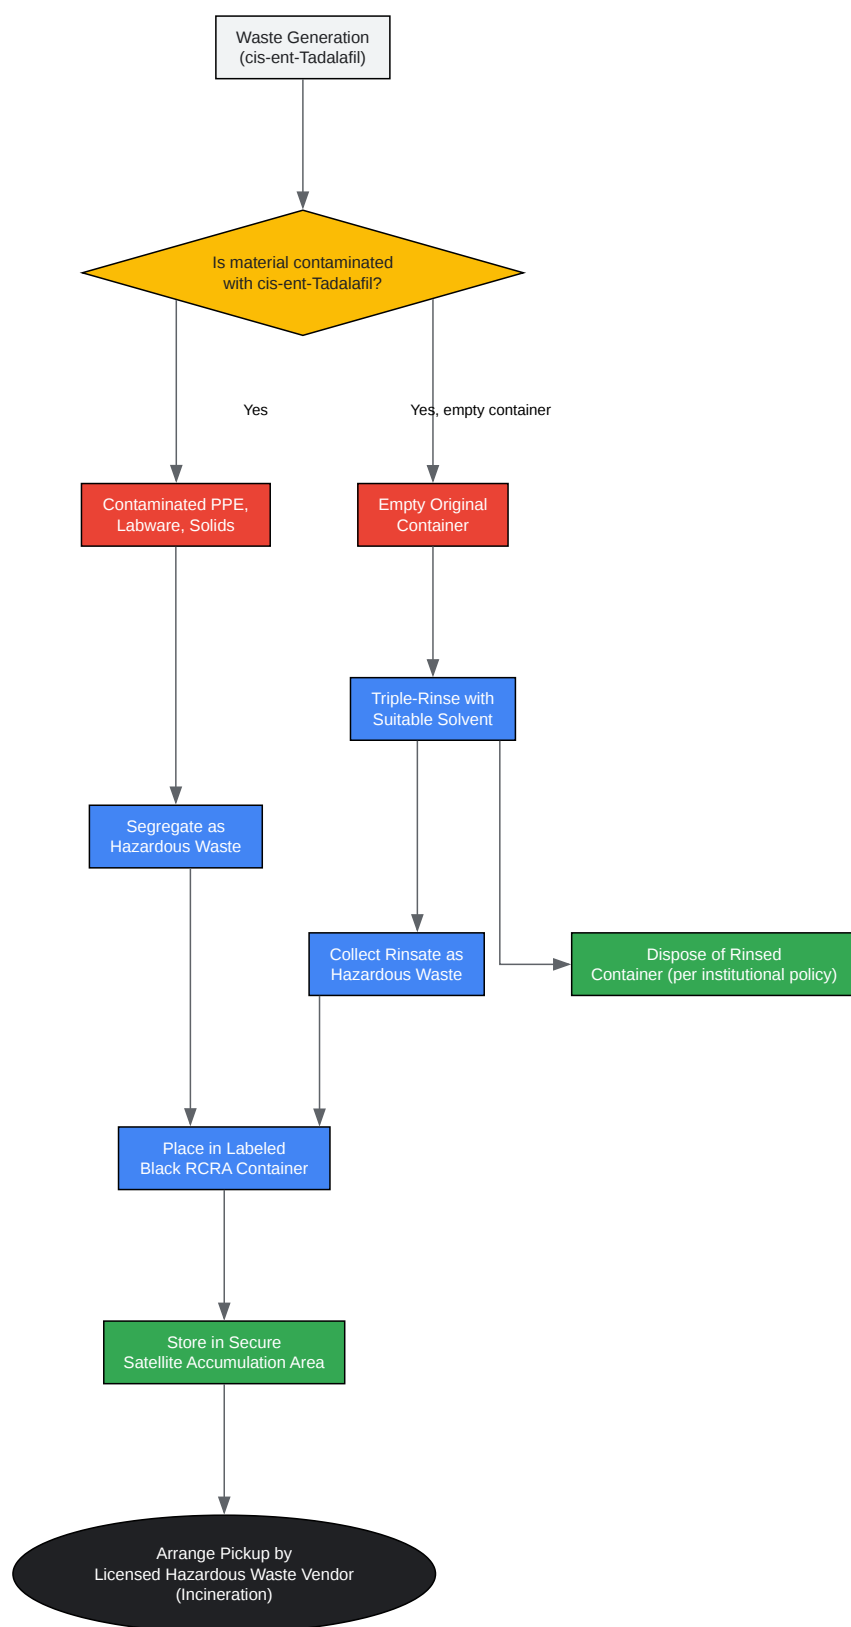 Waste Generation
(cis-ent-Tadalafil)
Is material contaminated
with cis-ent-Tadalafil?
Yes
Yes, empty container
Contaminated PPE,
Labware, Solids
Empty Original
Container
Triple-Rinse with
Suitable Solvent
Segregate as
Hazardous Waste
Collect Rinsate as
Hazardous Waste
Dispose of Rinsed
Container (per institutional policy)
Place in Labeled
Black RCRA Container
Store in Secure
Satellite Accumulation Area
Arrange Pickup by
Licensed Hazardous Waste Vendor
(Incineration)